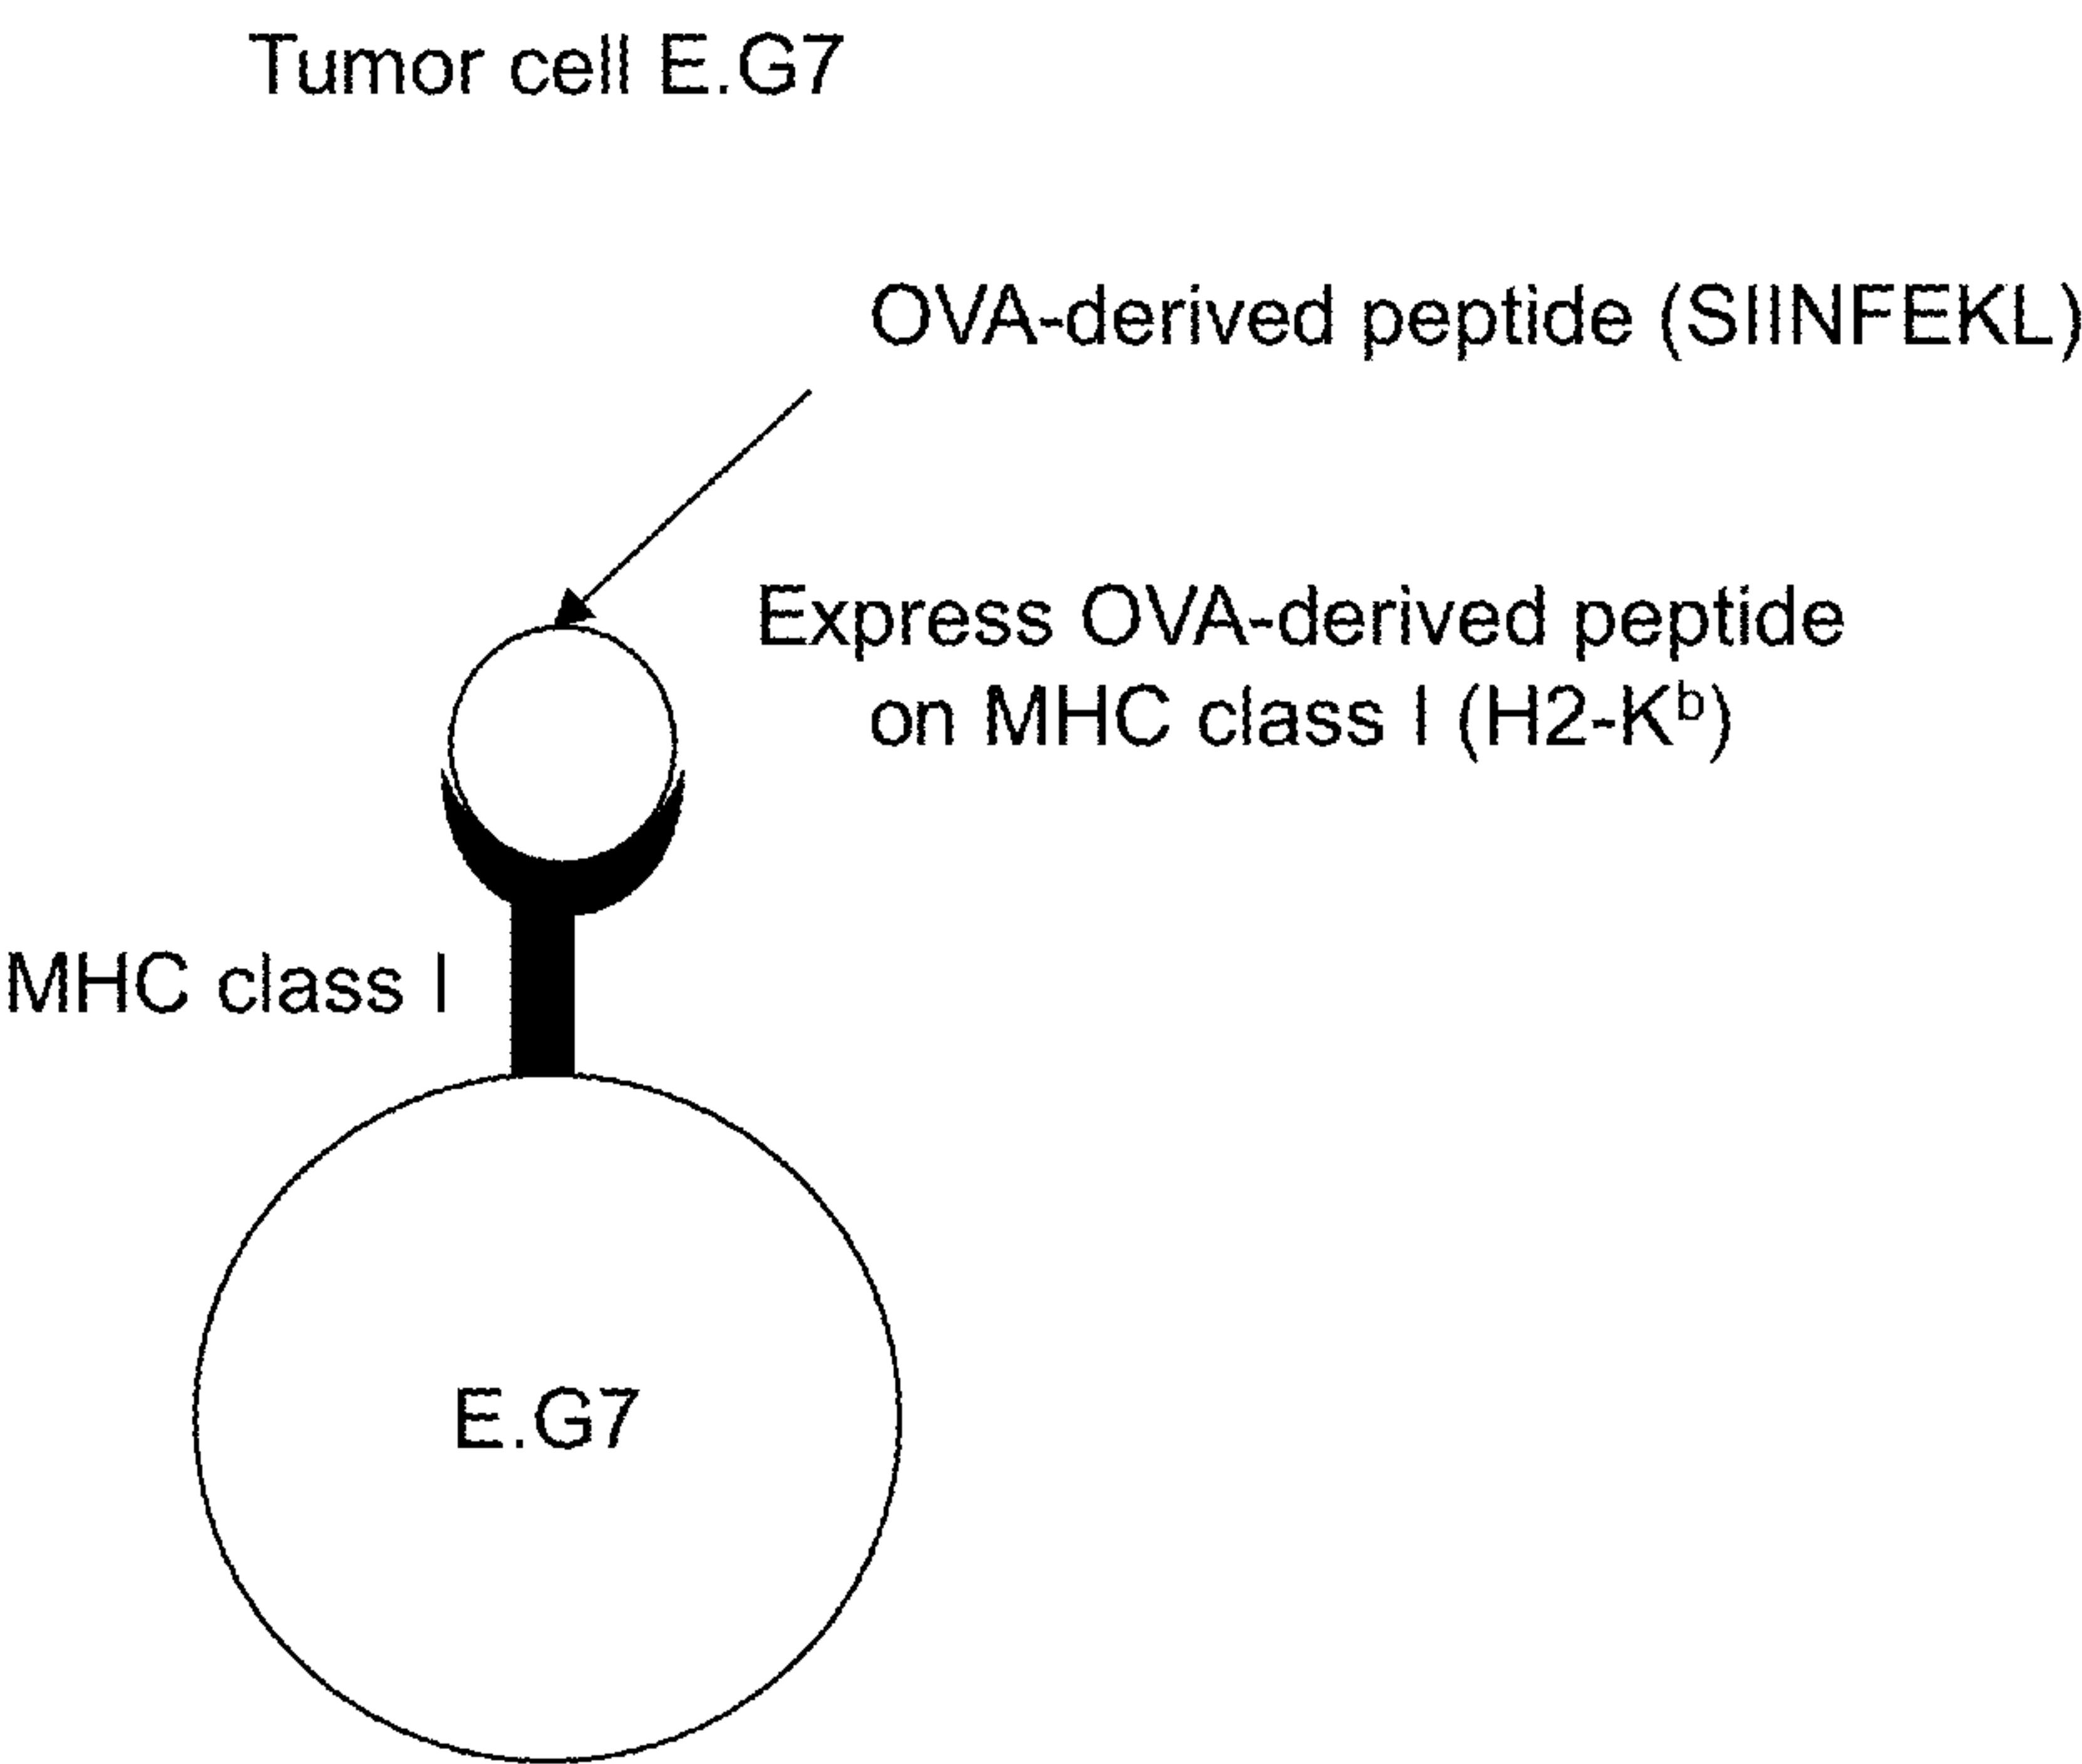 Tumor cell E.G7
OVA-derived peptide (SIINFEKL)
Express OVA-derived peptide
on MHC class I (H2-Kᵇ)
MHC class I
E.G7